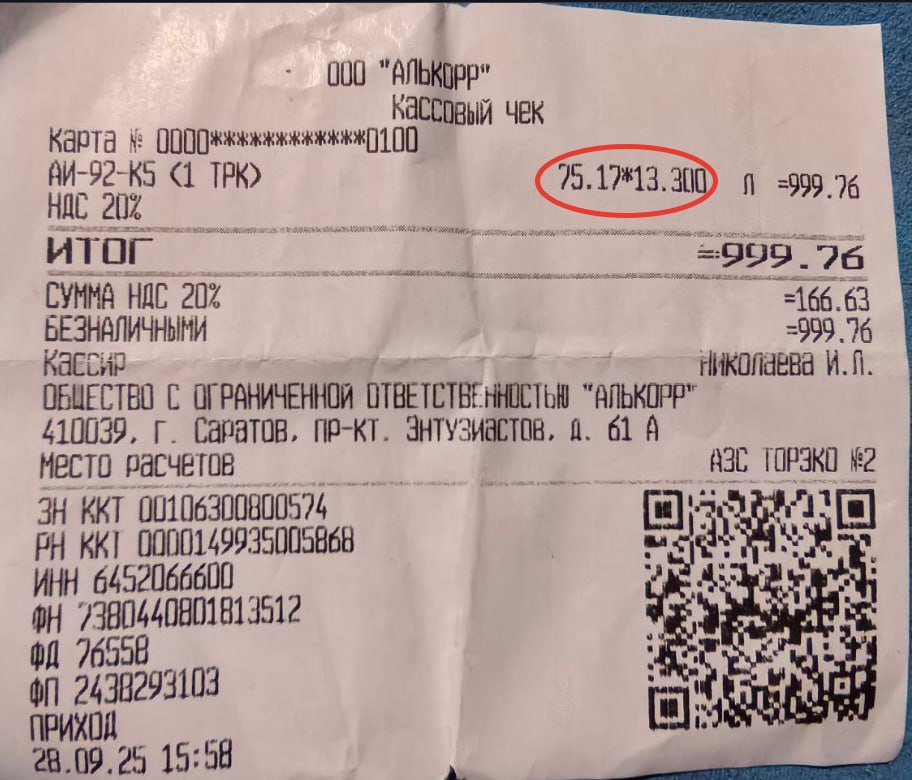 ООО "АЛЬКОРР"
Кассовый чек
Карта № 0000************0100
АИ-92-К5 (1 ТРК) 75.17*13.300 Л =999.76
НДС 20%
ИТОГ =999.76
СУММА НДС 20% =166.63
БЕЗНАЛИЧНЫМИ =999.76
Кассир Николаева И.Л.
ОБЩЕСТВО С ОГРАНИЧЕННОЙ ОТВЕТСТВЕННОСТЬЮ "АЛЬКОРР"
410039, г. Саратов, пр-кт. Энтузиастов, д. 61 А
Место расчетов АЗС ТОРЭКО №2
ЗН ККТ 00106300800574
РН ККТ 0000149935005868
ИНН 6452066600
ФН 7380440801813512
ФД 76558
ФП 2438293103
ПРИХОД
28.09.25 15:58